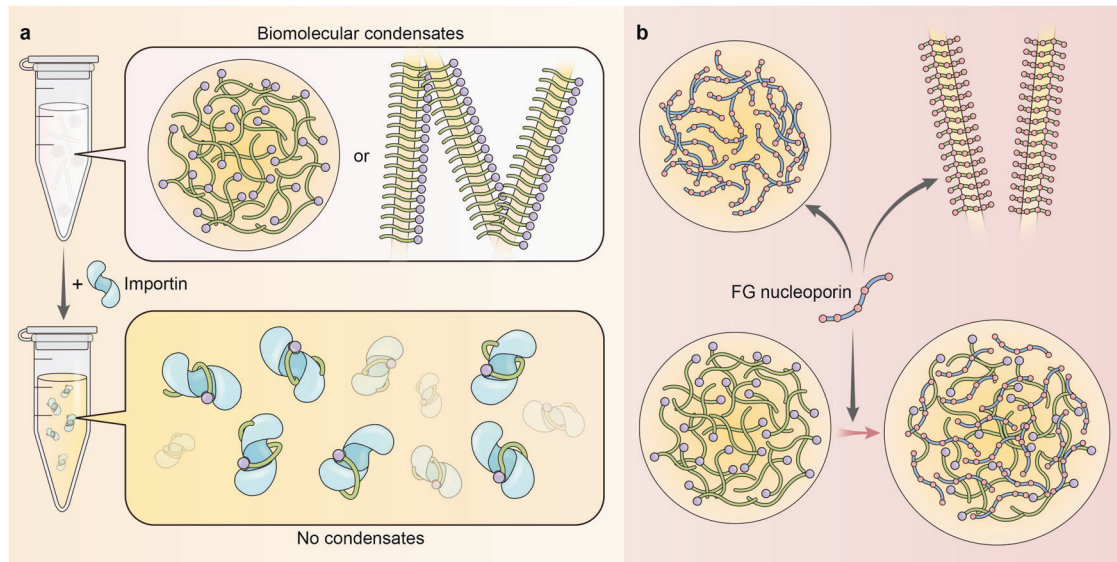 a
Biomolecular condensates
or
+
Importin
No condensates
b
FG nucleoporin